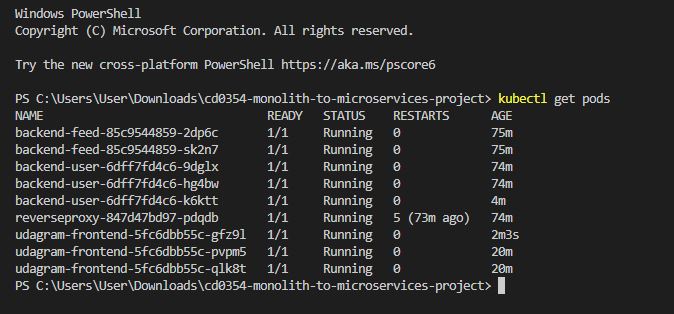 Windows PowerShell
Copyright (C) Microsoft Corporation. All rights reserved.
Try the new cross-platform PowerShell https://aka.ms/pscore6
PS C:\Users\User\Downloads\cd0354-monolith-to-microservices-project> kubectl get pods
NAME READY STATUS RESTARTS AGE
backend-feed-85c9544859-2dp6c 1/1 Running 0 75m
backend-feed-85c9544859-sk2n7 1/1 Running 0 75m
backend-user-6dff7fd4c6-9dglx 1/1 Running 0 74m
backend-user-6dff7fd4c6-hg4bw 1/1 Running 0 74m
backend-user-6dff7fd4c6-k6ktt 1/1 Running 0 4m
reverseproxy-847d47bd97-pdqdb 1/1 Running 5 (73m ago) 74m
udagram-frontend-5fc6dbb55c-gfz9l 1/1 Running 0 2m3s
udagram-frontend-5fc6dbb55c-pvpm5 1/1 Running 0 20m
udagram-frontend-5fc6dbb55c-qlk8t 1/1 Running 0 20m
PS C:\Users\User\Downloads\cd0354-monolith-to-microservices-project>